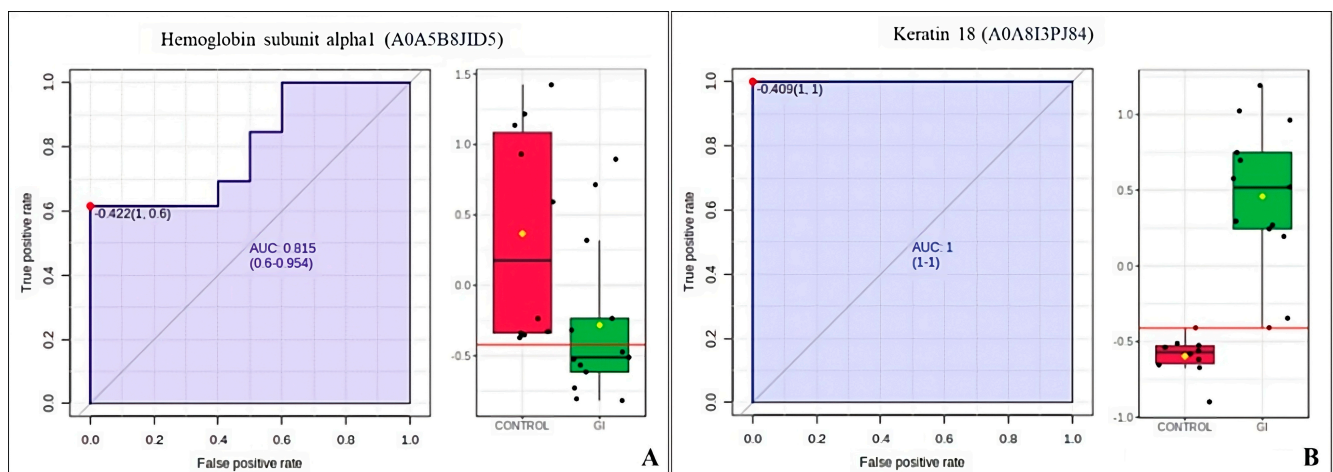 Hemoglobin subunit alpha1 (A0A5B8JID5)
1.0
0.8
0.6
0.4
0.2
0.0
True positive rate
-0.422(1, 0.6)
AUC: 0.815
(0.6-0.954)
0.0 0.2 0.4 0.6 0.8 1.0
False positive rate
1.5
1.0
0.5
0.0
-0.5
CONTROL GI
A
Keratin 18 (A0A8I3PJ84)
1.0
0.8
0.6
0.4
0.2
0.0
True positive rate
-0.409(1, 1)
AUC: 1
(1-1)
0.0 0.2 0.4 0.6 0.8 1.0
False positive rate
1.0
0.5
0.0
-0.5
-1.0
CONTROL GI
B